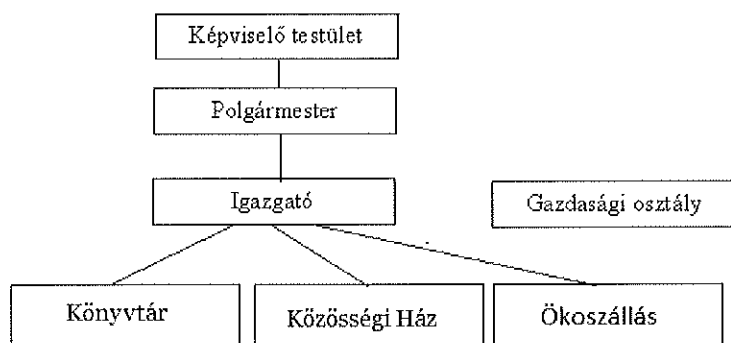 Képviselő testület
Polgármester
Igazgató
Gazdasági osztály
Könyvtár
Közösségi Ház
Ökoszállás